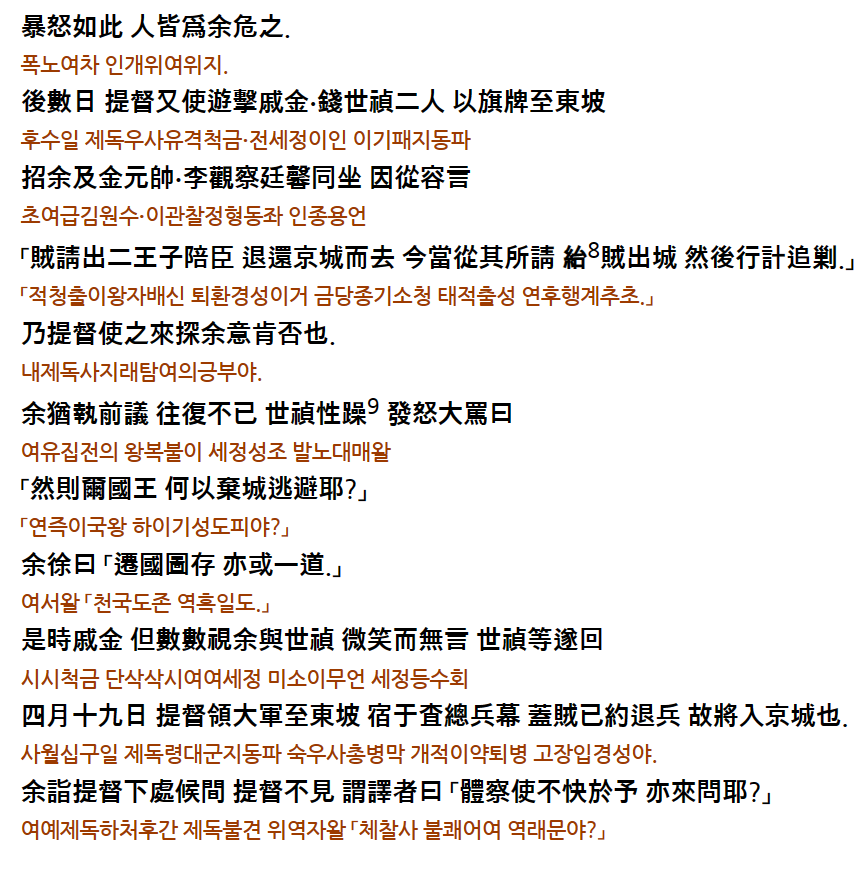 暴怒如此 人皆爲余危之.
폭노여차 인개위여위지.
後數日 提督又使遊擊戚金·錢世禎二人 以旗牌至東坡
후수일 제독우사유격척금·전세정이인 이기패지동파
招余及金元帥·李觀察廷馨同坐 因從容言
초여급김원수·이관찰정형동좌 인종용언
「賊請出二王子陪臣 退還京城而去 今當從其所請 紿8賊出城 然後行計追剿.」
「적청출이왕자배신 퇴환경성이거 금당종기소청 태적출성 연후행계추초.」
乃提督使之來探余意肯否也.
내제독사지래탐여의긍부야.
余猶執前議 往復不已 世禎性躁9 發怒大罵曰
여유집전의 왕복불이 세정성조 발노대매왈
「然則爾國王 何以棄城逃避耶?」
「연즉이국왕 하이기성도피야?」
余徐曰 「遷國圖存 亦或一道.」
여서왈 「천국도존 역혹일도.」
是時戚金 但數數視余與世禎 微笑而無言 世禎等遂回
시시척금 단삭삭시여여세정 미소이무언 세정등수회
四月十九日 提督領大軍至東坡 宿于査總兵幕 蓋賊已約退兵 故將入京城也.
사월십구일 제독령대군지동파 숙우사총병막 개적이약퇴병 고장입경성야.
余詣提督下處候問 提督不見 謂譯者曰 「體察使不快於予 亦來問耶?」
여예제독하처후간 제독불견 위역자왈 「체찰사 불쾌어여 역래문야?」